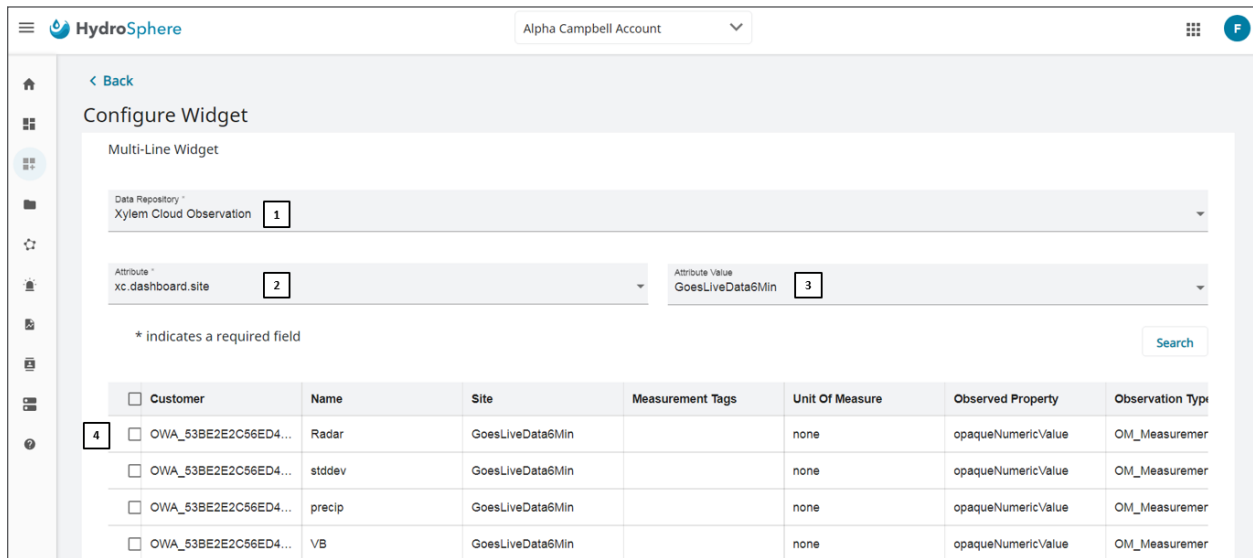 HydroSphere
Alpha Campbell Account
F
Back
Configure Widget
Multi-Line Widget
Data Repository *
Xylem Cloud Observation
1
Attribute *
xc.dashboard.site
2
Attribute Value
GoesLiveData6Min
3
* indicates a required field
Search
Customer Name Site Measurement Tags Unit Of Measure Observed Property Observation Type
4 OWA_53BE2E2C56ED4... Radar GoesLiveData6Min none opaqueNumericValue OM_Measuremer
OWA_53BE2E2C56ED4... stddev GoesLiveData6Min none opaqueNumericValue OM_Measuremer
OWA_53BE2E2C56ED4... precip GoesLiveData6Min none opaqueNumericValue OM_Measuremer
OWA_53BE2E2C56ED4... VB GoesLiveData6Min none opaqueNumericValue OM_Measuremer